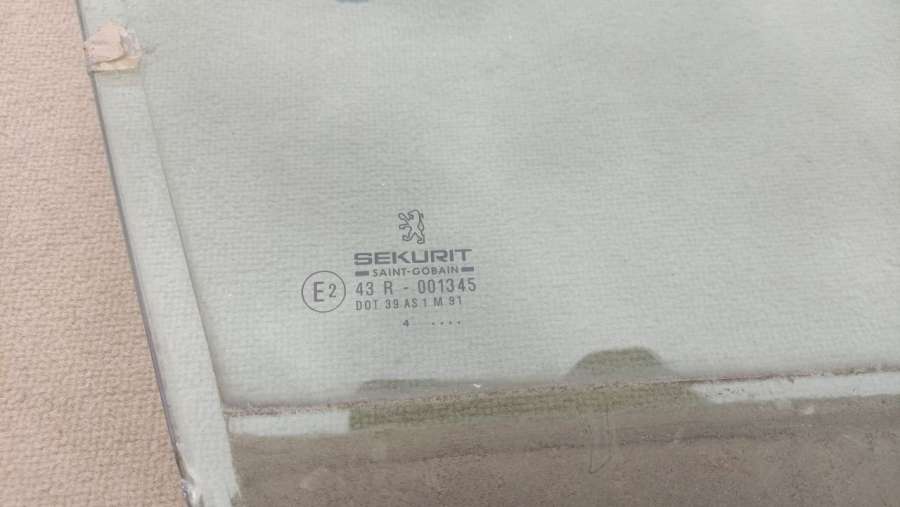 SEKURIT
SAINT-GOBAIN
E2 43 R - 001345
DOT 39 AS 1 M 91
4 ....